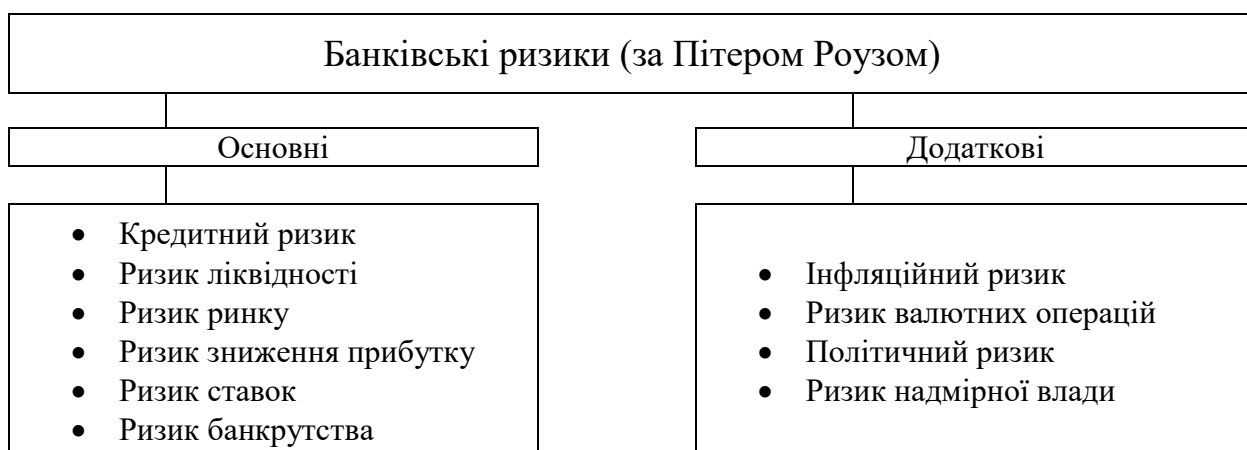 Банківські ризики (за Пітером Роузом)
Основні
Додаткові
• Кредитний ризик
• Ризик ліквідності
• Ризик ринку
• Ризик зниження прибутку
• Ризик ставок
• Ризик банкрутства
• Інфляційний ризик
• Ризик валютних операцій
• Політичний ризик
• Ризик надмірної влади